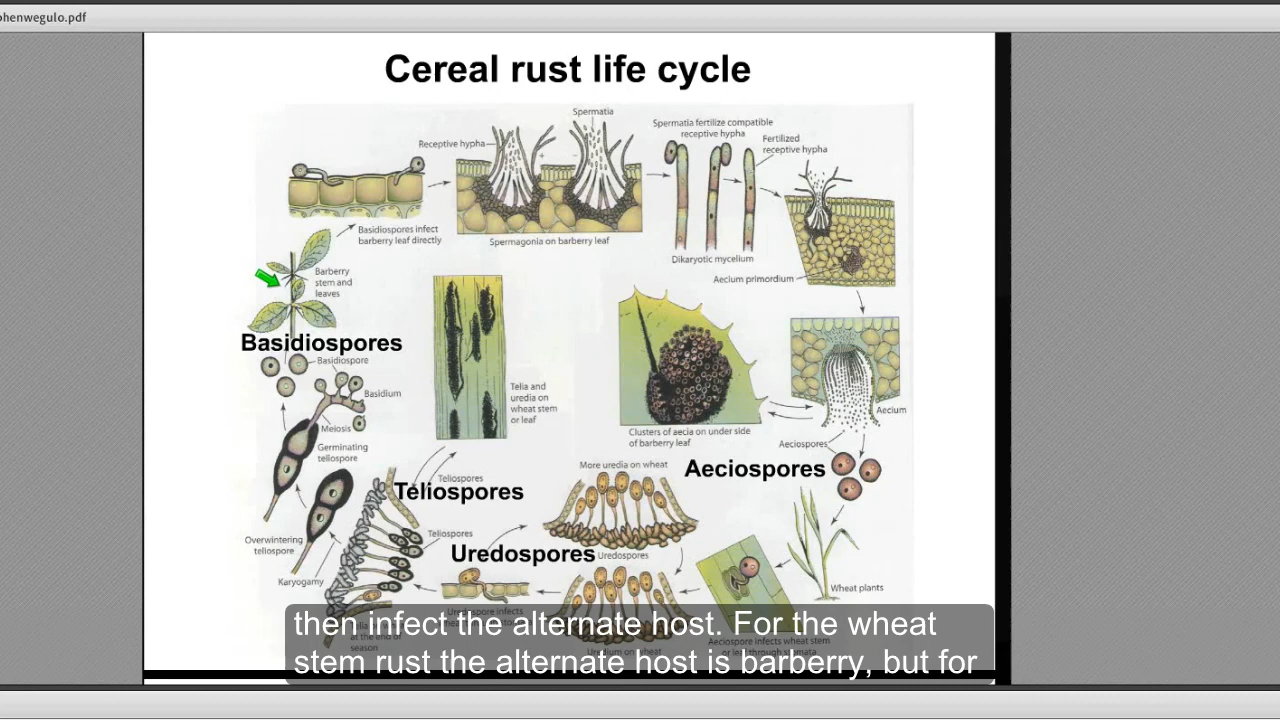 ohenwegulo.pdf
Cereal rust life cycle
Spermatia
Receptive hypha
Spermatia fertilize compatible
receptive hypha
Fertilized
receptive hypha
Basidiospores infect
barberry leaf directly
Spermagonia on barberry leaf
Dikaryotic mycelium
Aecium primordium
Barberry
stem and
leaves
Basidiospores
Basidiospore
Basidium
Meiosis
Germinating
teliospore
Telia and
uredia on
wheat stem
or leaf
Clusters of aecia on under side
of barberry leaf
Aecium
Aeciospores
Aeciospores
More uredia on wheat
Teliospores
Teliospores
Teliospores
Uredospores
Uredospores
Overwintering
teliospore
Karyogamy
Wheat plants
Uredospore infects
at the end of
season
Uredium on wheat
Aeciospore infects wheat stem
or leaf through stomata
then infect the alternate host. For the wheat
stem rust the alternate host is barberry, but for